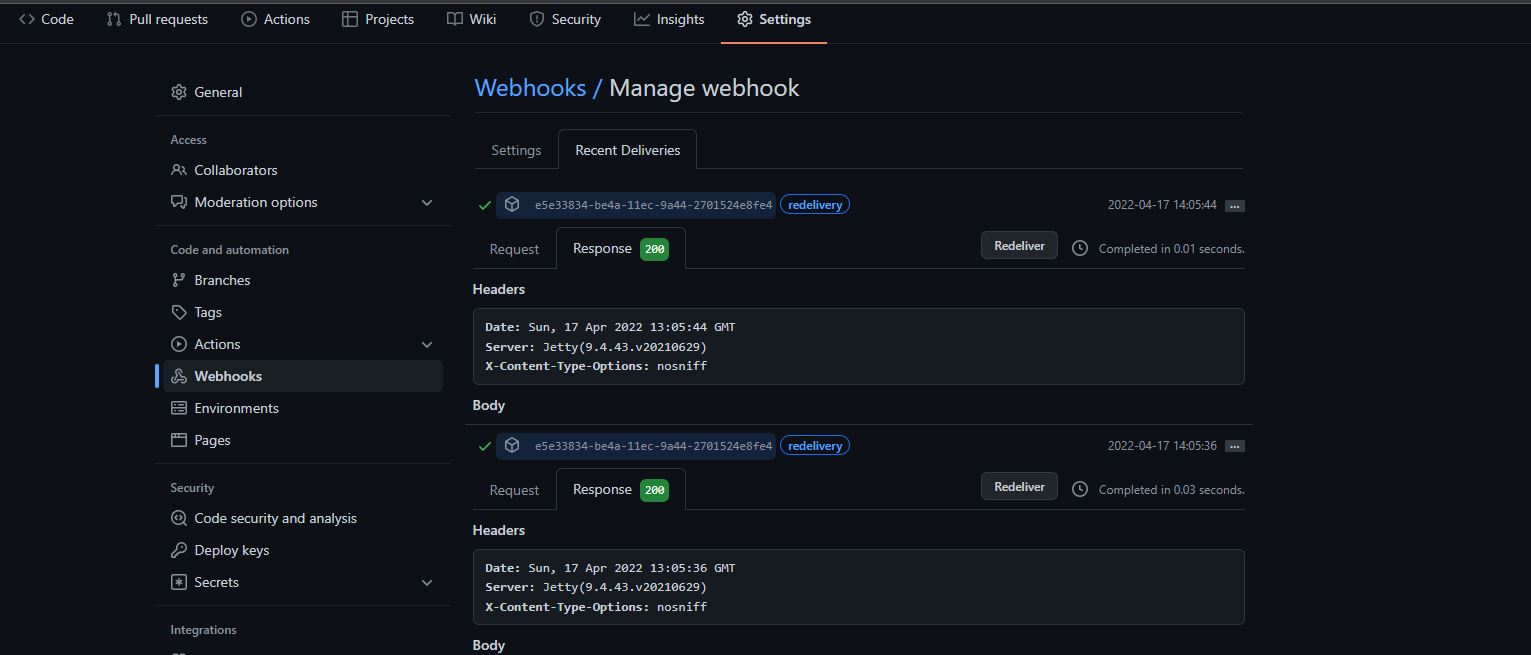 Code Pull requests Actions Projects Wiki Security Insights Settings
General
Access
Collaborators
Moderation options
Code and automation
Branches
Tags
Actions
Webhooks
Environments
Pages
Security
Code security and analysis
Deploy keys
Secrets
Integrations
Webhooks / Manage webhook
Settings Recent Deliveries
e5e33834-be4a-11ec-9a44-2701524e8fe4 redelivery 2022-04-17 14:05:44 ...
Request Response 200 Redeliver Completed in 0.01 seconds.
Headers
Date: Sun, 17 Apr 2022 13:05:44 GMT
Server: Jetty(9.4.43.v20210629)
X-Content-Type-Options: nosniff
Body
e5e33834-be4a-11ec-9a44-2701524e8fe4 redelivery 2022-04-17 14:05:36 ...
Request Response 200 Redeliver Completed in 0.03 seconds.
Headers
Date: Sun, 17 Apr 2022 13:05:36 GMT
Server: Jetty(9.4.43.v20210629)
X-Content-Type-Options: nosniff
Body